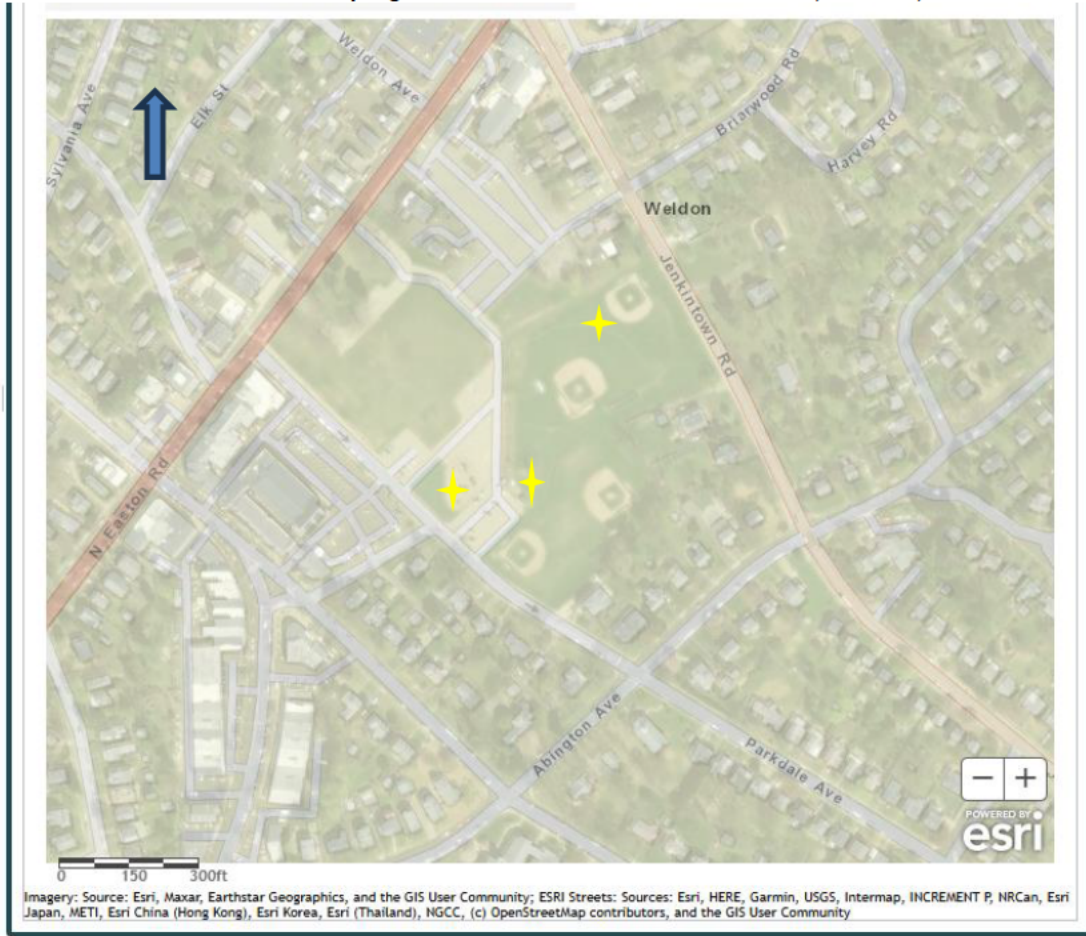 Weldon Ave
Sylvania Ave
Elk St
Briarwood Rd
Harvey Rd
Weldon
Jenkintown Rd
N Easton Rd
Abington Ave
Parkdale Ave
− +
POWERED BY
esri
0 150 300ft
Imagery: Source: Esri, Maxar, Earthstar Geographics, and the GIS User Community; ESRI Streets: Sources: Esri, HERE, Garmin, USGS, Intermap, INCREMENT P, NRCan, Esri
Japan, METI, Esri China (Hong Kong), Esri Korea, Esri (Thailand), NGCC, (c) OpenStreetMap contributors, and the GIS User Community